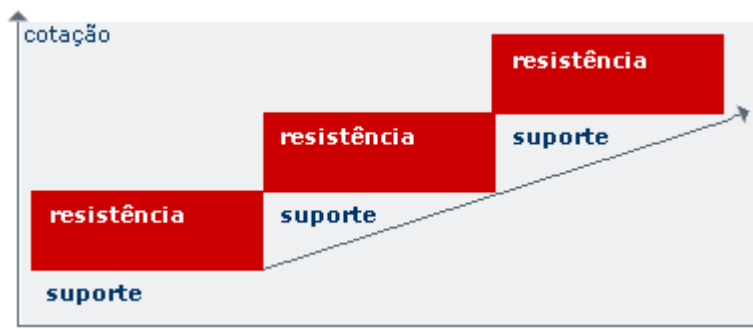 cotação
resistência
resistência
suporte
resistência
suporte
suporte